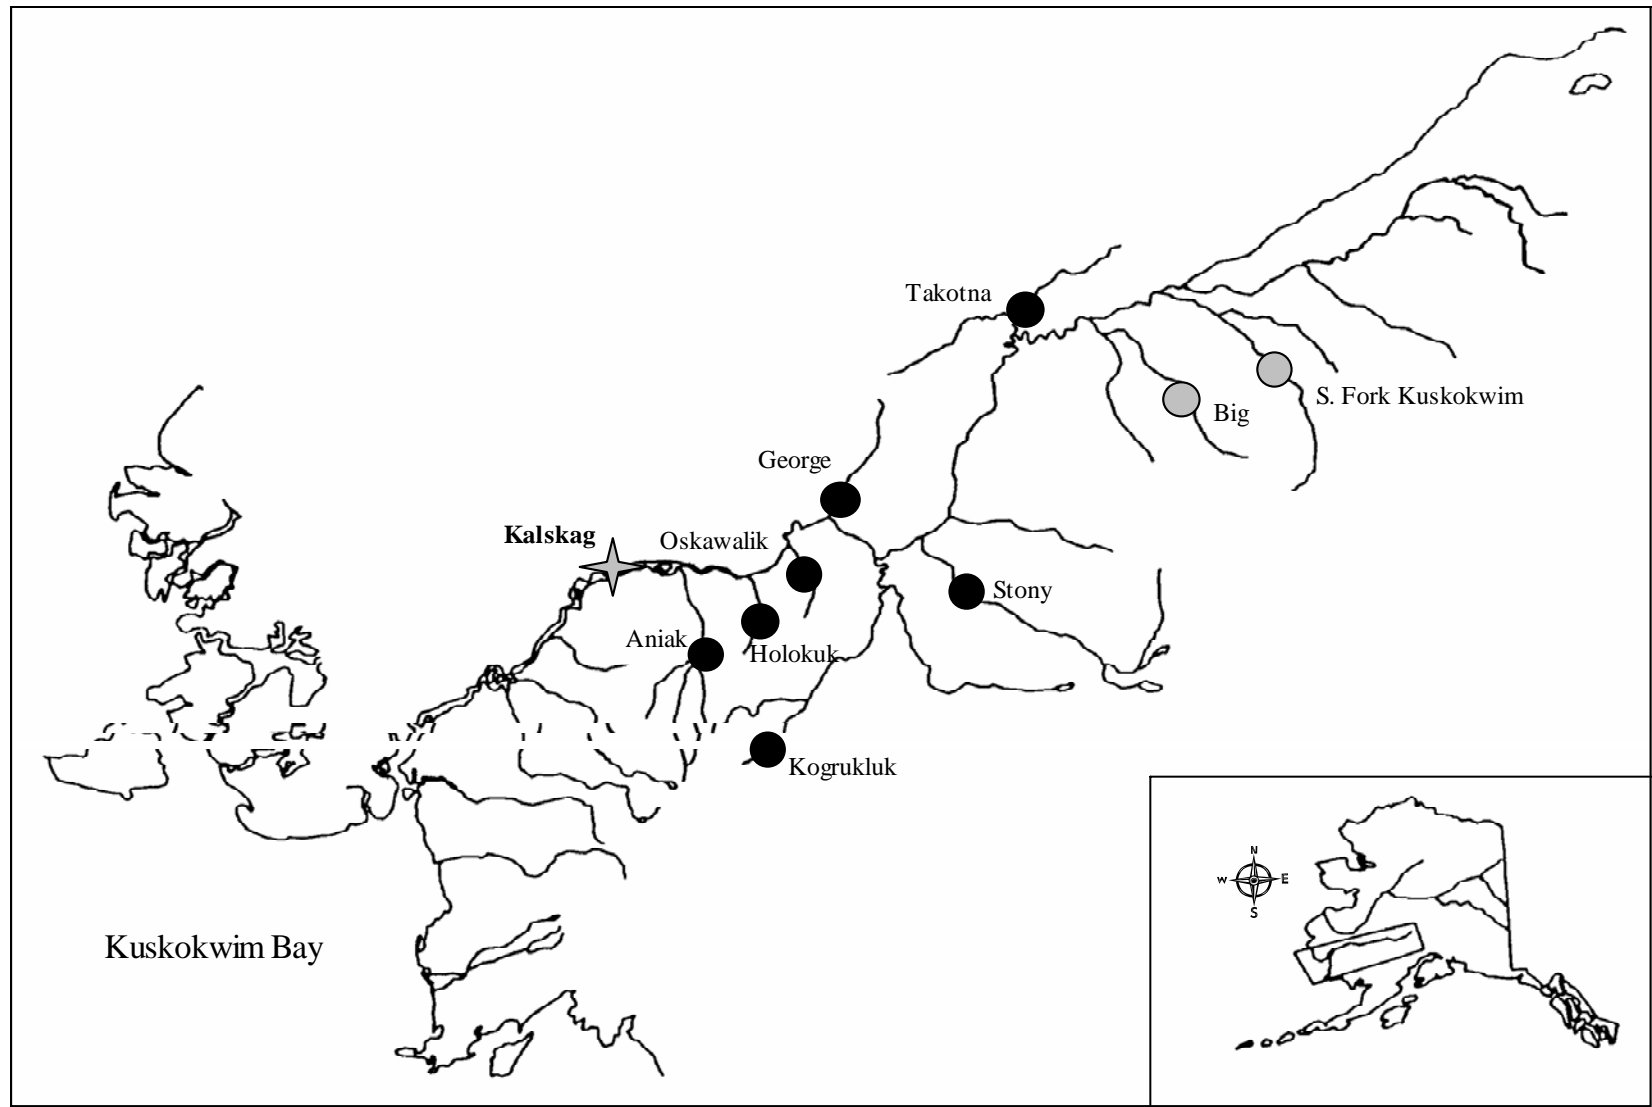 Takotna
S. Fork Kuskokwim
Big
George
Kalskag
Oskawalik
Stony
Aniak
Holokuk
Kogrukluk
Kuskokwim Bay
N
W E
S